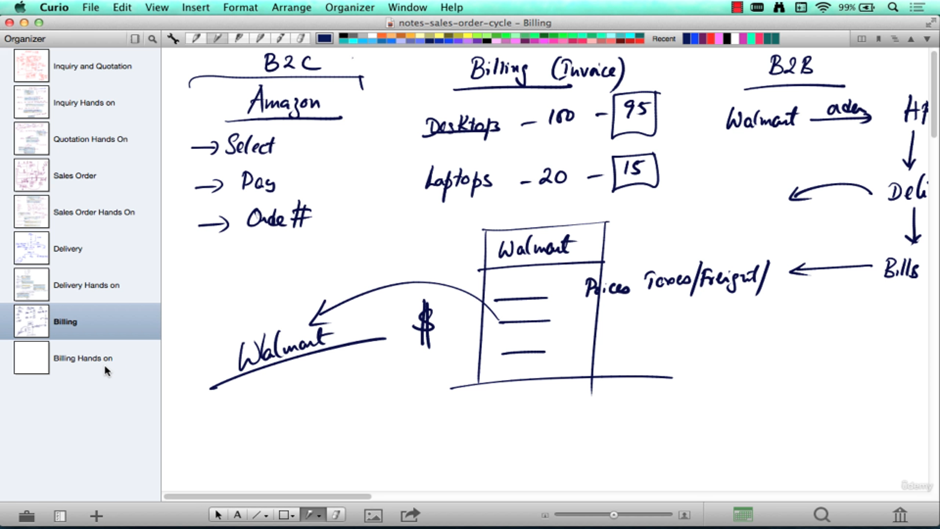 Curio File Edit View Insert Format Arrange Organizer Window Help 99%
notes-sales-order-cycle - Billing
Organizer
Recent
Inquiry and Quotation
Inquiry Hands on
Quotation Hands On
Sales Order
Sales Order Hands On
Delivery
Delivery Hands on
Billing
Billing Hands on
B2C
Amazon
→ Select
→ Pay
→ Order #
Billing (Invoice)
Desktops - 100 - 95
Laptops - 20 - 15
Walmart
Prices Taxes/Freight/
$
Walmart
B2B
Walmart order
Deli
Bills
Udemy
A